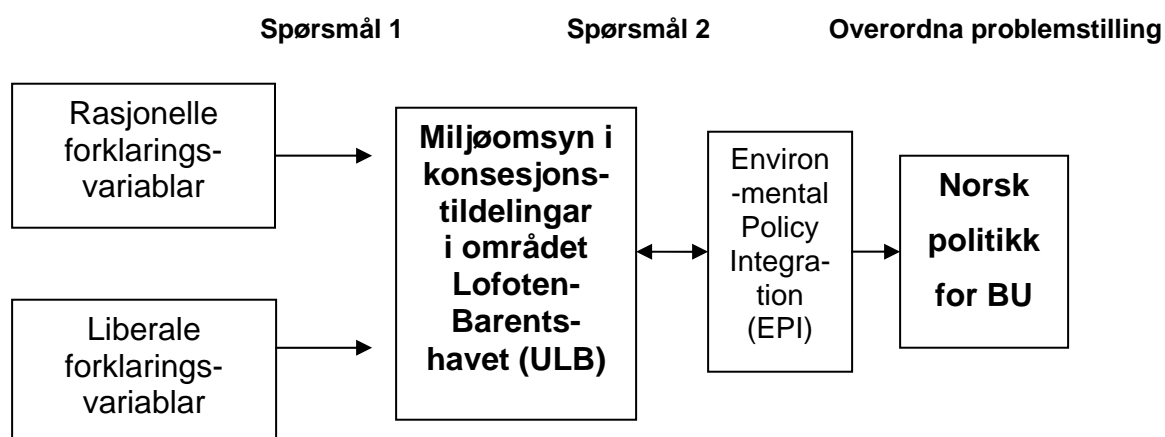 Spørsmål 1 Spørsmål 2 Overordna problemstilling
Rasjonelle
forklarings-
variablar
Liberale
forklarings-
variablar
Miljøomsyn i
konsesjons-
tildelingar
i området
Lofoten-
Barents-
havet (ULB)
Environ
-mental
Policy
Integra-
tion
(EPI)
Norsk
politikk
for BU